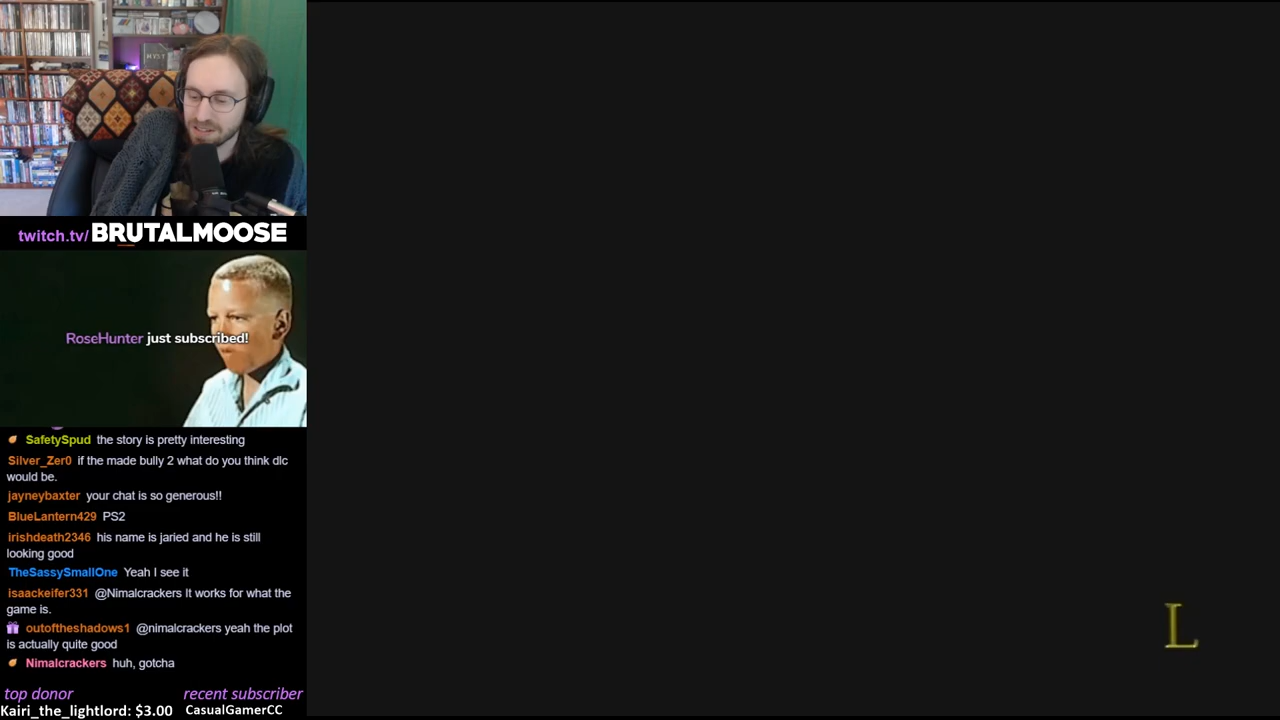 MYST
twitch.tv/BRUTALMOOSE
RoseHunter just subscribed!
SafetySpud the story is pretty interesting
Silver_Zer0 if the made bully 2 what do you think dlc
would be.
jayneybaxter your chat is so generous!!
BlueLantern429 PS2
irishdeath2346 his name is jaried and he is still
looking good
TheSassySmallOne Yeah I see it
isaackeifer331 @Nimalcrackers It works for what the
game is.
outoftheshadows1 @nimalcrackers yeah the plot
is actually quite good
Nimalcrackers huh, gotcha
top donor recent subscriber
Kairi_the_lightlord: $3.00 CasualGamerCC
L